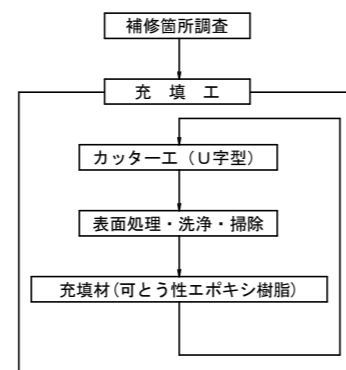 補修箇所調査
充　填　工
カッター工（Ｕ字型）
表面処理・洗浄・掃除
充填材(可とう性エポキシ樹脂)